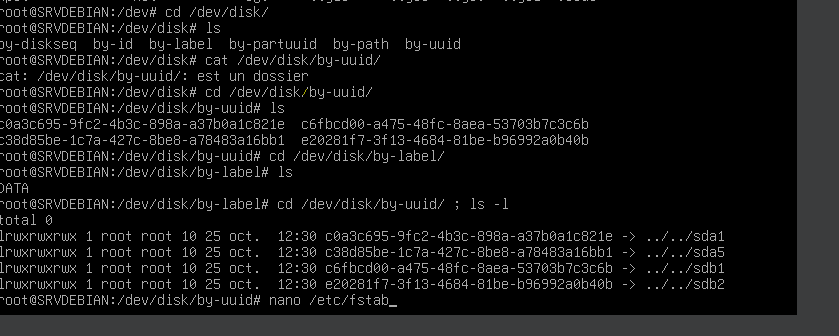 root@SRVDEBIAN:/dev# cd /dev/disk/
root@SRVDEBIAN:/dev/disk# ls
by-diskseq  by-id  by-label  by-partuuid  by-path  by-uuid
root@SRVDEBIAN:/dev/disk# cat /dev/disk/by-uuid/
cat: /dev/disk/by-uuid/: est un dossier
root@SRVDEBIAN:/dev/disk# cd /dev/disk/by-uuid/
root@SRVDEBIAN:/dev/disk/by-uuid# ls
c0a3c695-9fc2-4b3c-898a-a37b0a1c821e  c6fbcd00-a475-48fc-8aea-53703b7c3c6b
c38d85be-1c7a-427c-8be8-a78483a16bb1  e20281f7-3f13-4684-81be-b96992a0b40b
root@SRVDEBIAN:/dev/disk/by-uuid# cd /dev/disk/by-label/
root@SRVDEBIAN:/dev/disk/by-label# ls
DATA
root@SRVDEBIAN:/dev/disk/by-label# cd /dev/disk/by-uuid/ ; ls -l
total 0
lrwxrwxrwx 1 root root 10 25 oct.  12:30 c0a3c695-9fc2-4b3c-898a-a37b0a1c821e -> ../../sda1
lrwxrwxrwx 1 root root 10 25 oct.  12:30 c38d85be-1c7a-427c-8be8-a78483a16bb1 -> ../../sda5
lrwxrwxrwx 1 root root 10 25 oct.  12:30 c6fbcd00-a475-48fc-8aea-53703b7c3c6b -> ../../sdb1
lrwxrwxrwx 1 root root 10 25 oct.  12:30 e20281f7-3f13-4684-81be-b96992a0b40b -> ../../sdb2
root@SRVDEBIAN:/dev/disk/by-uuid# nano /etc/fstab_